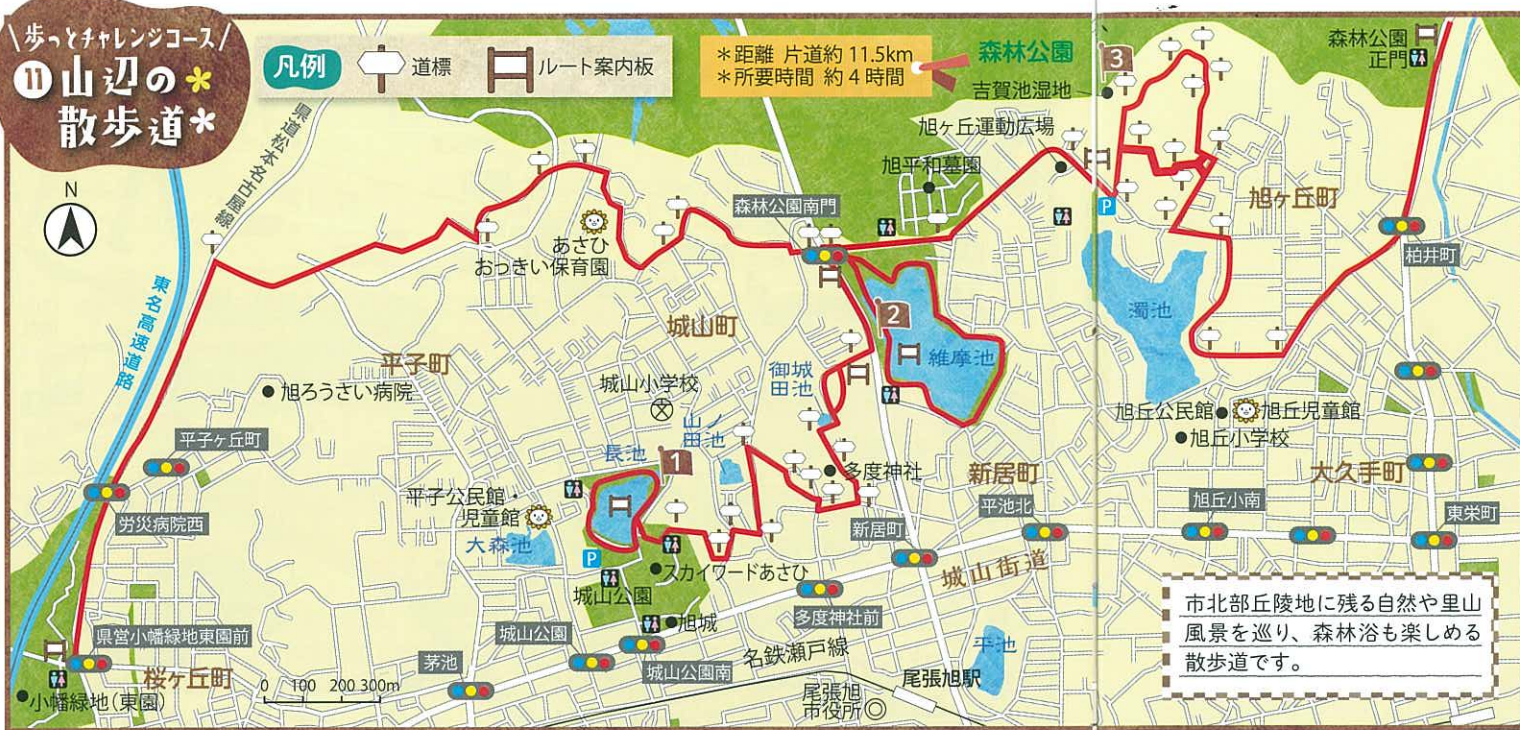 歩っとチャレンジコース
11 山辺の
散歩道
凡例
道標
ルート案内板
＊距離 片道約 11.5km
＊所要時間 約 4 時間
森林公園
吉賀池湿地
3
森林公園
正門
県道松本名古屋線
N
旭ヶ丘運動広場
旭平和墓園
旭ヶ丘町
P
森林公園南門
あさひ
おっきい保育園
柏井町
東名高速道路
濁池
2
維摩池
城山町
平子町
御城
田池
城山小学校
旭ろうさい病院
山ノ
田池
旭丘公民館
旭丘児童館
旭丘小学校
平子ヶ丘町
長池
1
多度神社
新居町
大久手町
労災病院西
平子公民館・
児童館
大森池
新居町
平池北
旭丘小南
東栄町
P
スカイワードあさひ
城山街道
城山公園
多度神社前
市北部丘陵地に残る自然や里山
風景を巡り、森林浴も楽しめる
散歩道です。
旭城
県営小幡緑地東園前
城山公園
城山公園南
名鉄瀬戸線
平池
桜ヶ丘町
茅池
尾張旭駅
小幡緑地(東園)
0 100 200 300m
尾張旭
市役所